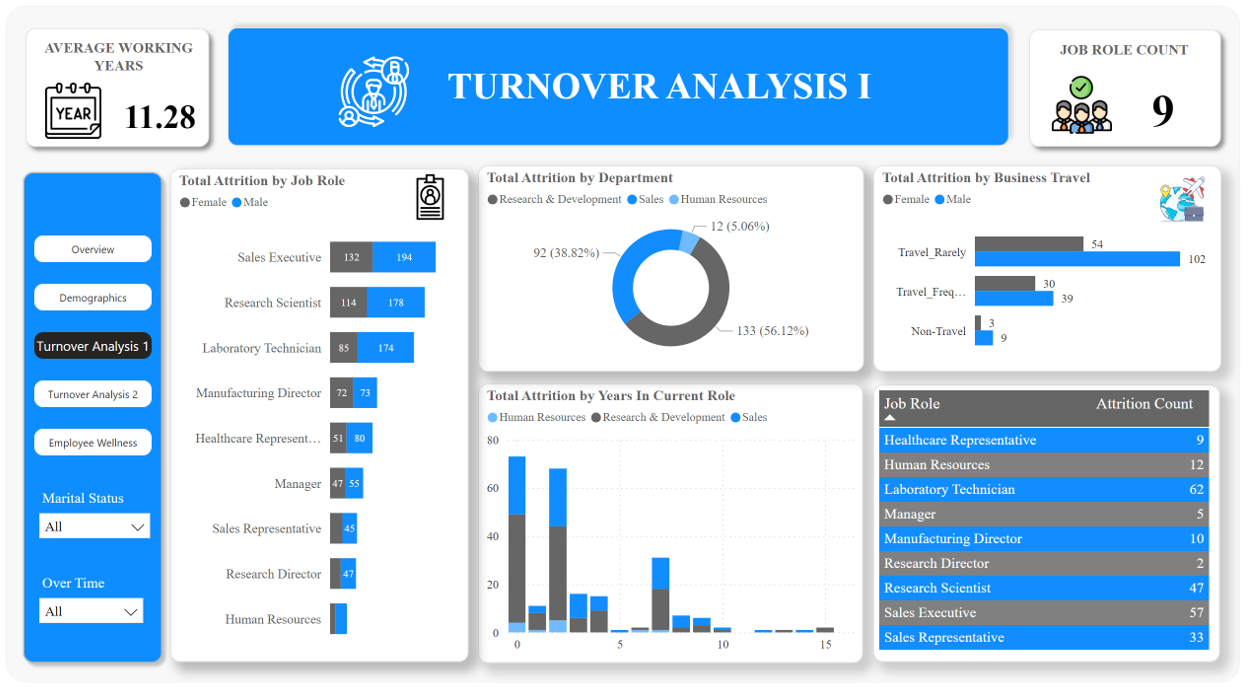 AVERAGE WORKING
YEARS
YEAR
11.28
TURNOVER ANALYSIS I
JOB ROLE COUNT
9
Overview
Demographics
Turnover Analysis 1
Turnover Analysis 2
Employee Wellness
Marital Status
All
Over Time
All
Total Attrition by Job Role
Female Male
Sales Executive 132 194
Research Scientist 114 178
Laboratory Technician 85 174
Manufacturing Director 72 73
Healthcare Represent… 51 80
Manager 47 55
Sales Representative 45
Research Director 47
Human Resources
Total Attrition by Department
Research & Development Sales Human Resources
12 (5.06%)
92 (38.82%)
133 (56.12%)
Total Attrition by Business Travel
Female Male
Travel_Rarely 54
102
Travel_Freq… 30
39
Non-Travel 3
9
Total Attrition by Years In Current Role
Human Resources Research & Development Sales
80
60
40
20
0
0 5 10 15
Job Role Attrition Count
Healthcare Representative 9
Human Resources 12
Laboratory Technician 62
Manager 5
Manufacturing Director 10
Research Director 2
Research Scientist 47
Sales Executive 57
Sales Representative 33